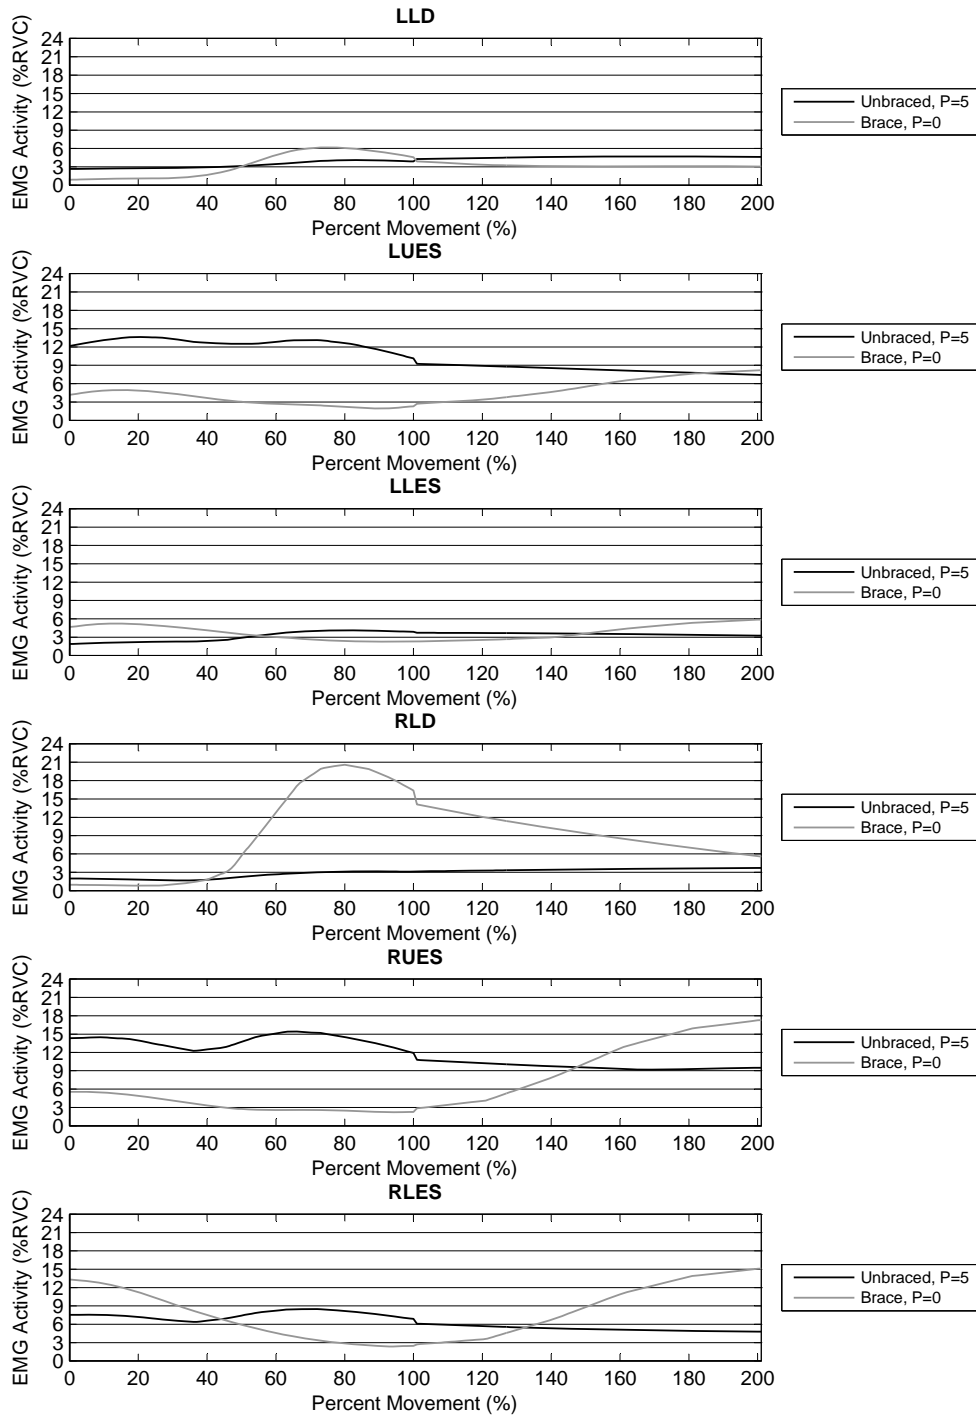 LLD
EMG Activity (%RVC)
24
21
18
15
12
9
6
3
0
0 20 40 60 80 100 120 140 160 180 200
Percent Movement (%)
Unbraced, P=5
Brace, P=0
LUES
EMG Activity (%RVC)
24
21
18
15
12
9
6
3
0
0 20 40 60 80 100 120 140 160 180 200
Percent Movement (%)
Unbraced, P=5
Brace, P=0
LLES
EMG Activity (%RVC)
24
21
18
15
12
9
6
3
0
0 20 40 60 80 100 120 140 160 180 200
Percent Movement (%)
Unbraced, P=5
Brace, P=0
RLD
EMG Activity (%RVC)
24
21
18
15
12
9
6
3
0
0 20 40 60 80 100 120 140 160 180 200
Percent Movement (%)
Unbraced, P=5
Brace, P=0
RUES
EMG Activity (%RVC)
24
21
18
15
12
9
6
3
0
0 20 40 60 80 100 120 140 160 180 200
Percent Movement (%)
Unbraced, P=5
Brace, P=0
RLES
EMG Activity (%RVC)
24
21
18
15
12
9
6
3
0
0 20 40 60 80 100 120 140 160 180 200
Percent Movement (%)
Unbraced, P=5
Brace, P=0